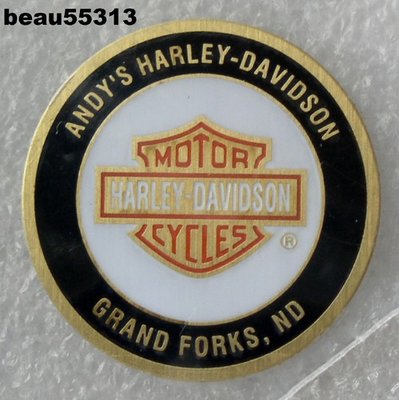 beau55313
ANDY'S HARLEY-DAVIDSON
MOTOR
HARLEY-DAVIDSON
CYCLES
®
GRAND FORKS, ND